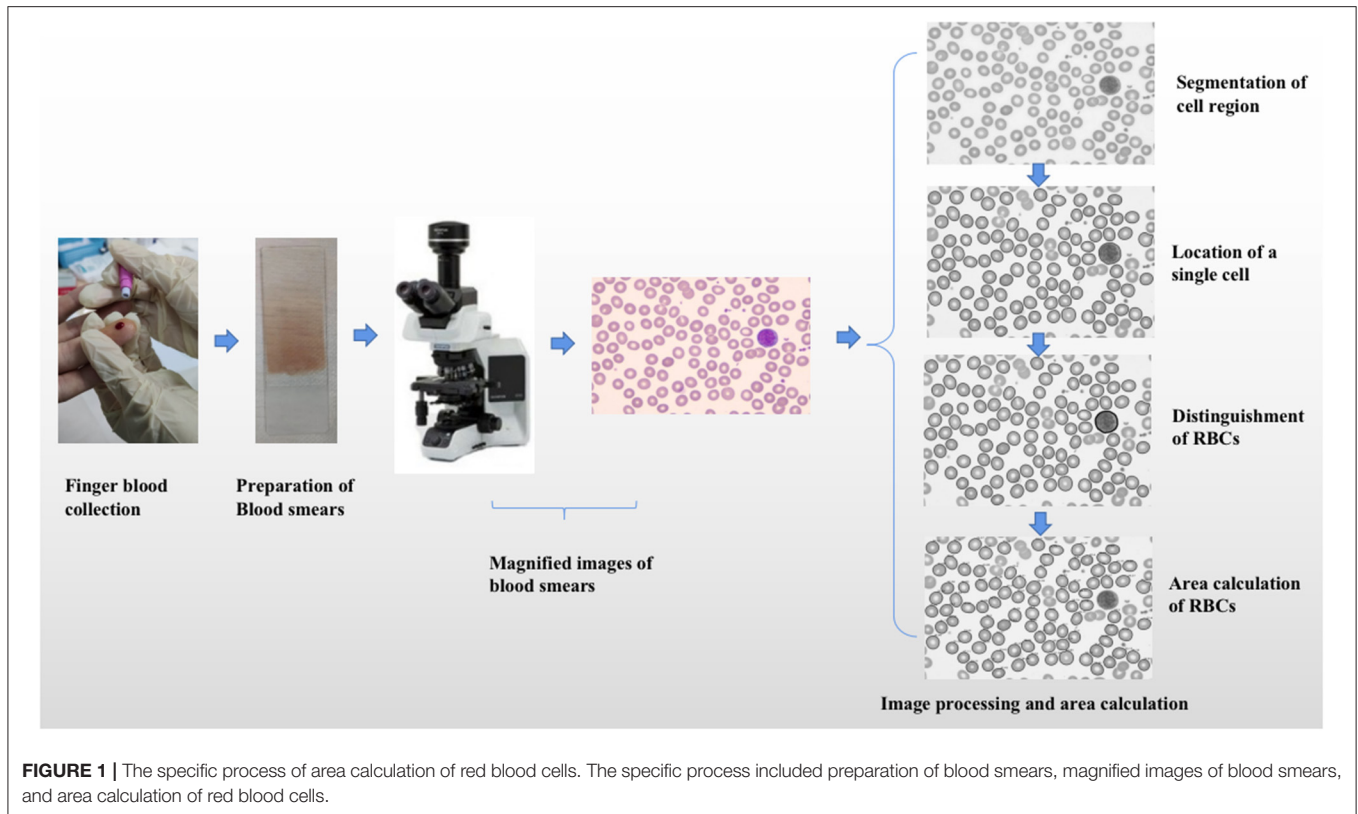 Segmentation of
cell region
Location of a
single cell
Distinguishment
of RBCs
Area calculation
of RBCs
Finger blood
collection
Preparation of
Blood smears
Magnified images of
blood smears
Image processing and area calculation
FIGURE 1 | The specific process of area calculation of red blood cells. The specific process included preparation of blood smears, magnified images of blood smears,
and area calculation of red blood cells.